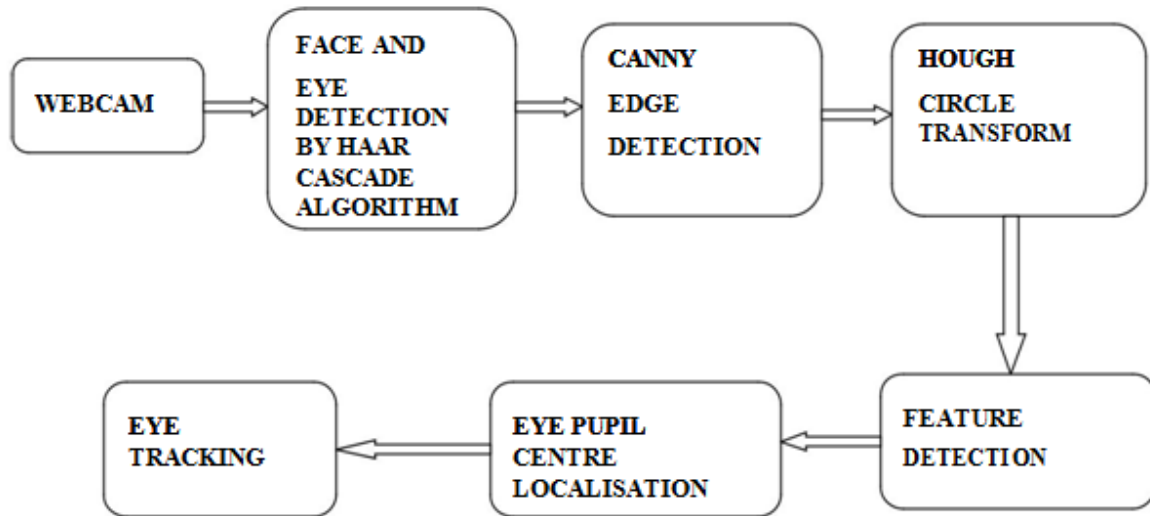 WEBCAM
FACE AND
EYE
DETECTION
BY HAAR
CASCADE
ALGORITHM
CANNY
EDGE
DETECTION
HOUGH
CIRCLE
TRANSFORM
FEATURE
DETECTION
EYE PUPIL
CENTRE
LOCALISATION
EYE
TRACKING